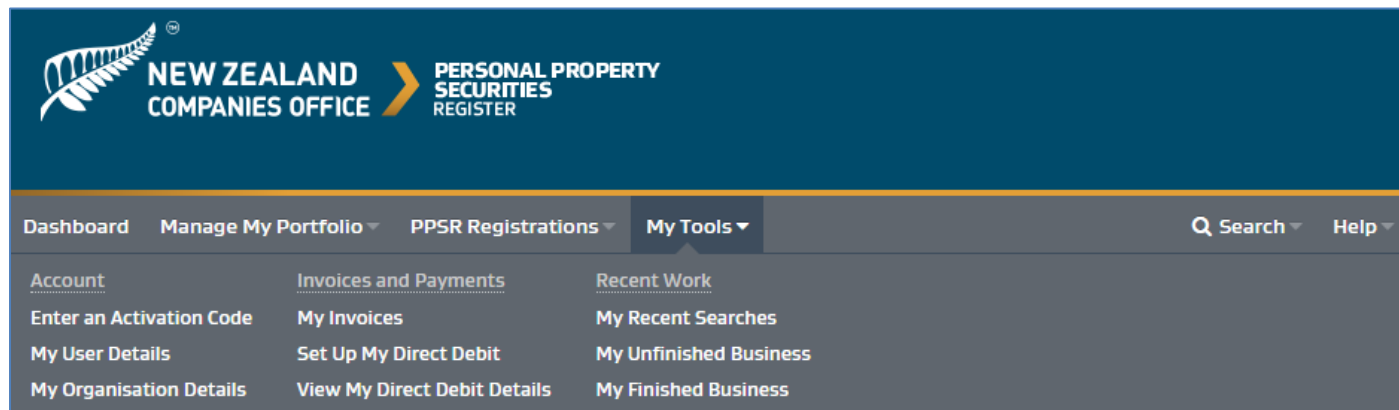 TM
NEW ZEALAND
COMPANIES OFFICE
PERSONAL PROPERTY
SECURITIES
REGISTER
Dashboard Manage My Portfolio PPSR Registrations My Tools Search Help
Account Invoices and Payments Recent Work
Enter an Activation Code My Invoices My Recent Searches
My User Details Set Up My Direct Debit My Unfinished Business
My Organisation Details View My Direct Debit Details My Finished Business